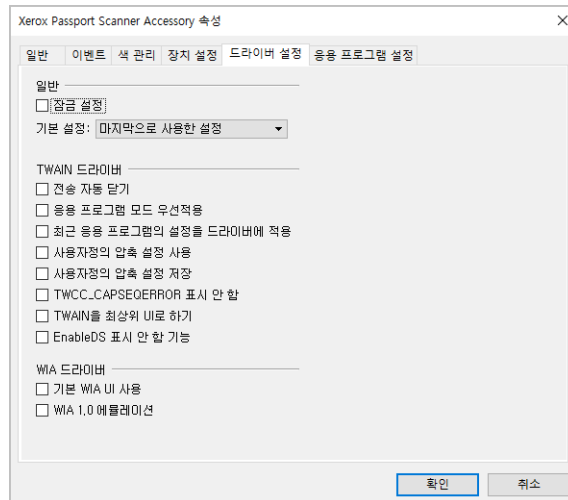 Xerox Passport Scanner Accessory 속성
일반 이벤트 색 관리 장치 설정 드라이버 설정 응용 프로그램 설정
일반
잠금 설정
기본 설정: 마지막으로 사용한 설정
TWAIN 드라이버
전송 자동 닫기
응용 프로그램 모드 우선적용
최근 응용 프로그램의 설정을 드라이버에 적용
사용자정의 압축 설정 사용
사용자정의 압축 설정 저장
TWCC_CAPSEQERROR 표시 안 함
TWAIN을 최상위 UI로 하기
EnableDS 표시 안 함 기능
WIA 드라이버
기본 WIA UI 사용
WIA 1.0 에뮬레이션
확인 취소